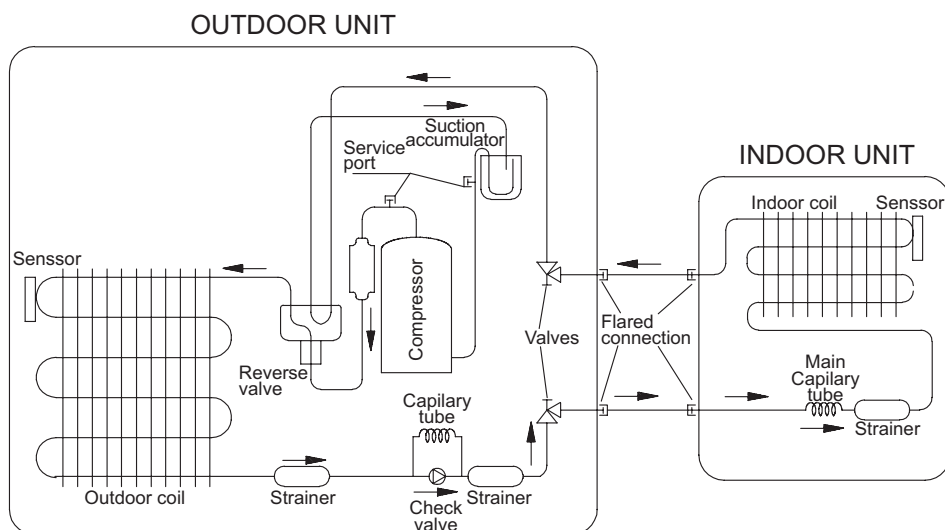 OUTDOOR UNIT
Suction
accumulator
Service
port
INDOOR UNIT
Indoor coil
Senssor
Senssor
Compressor
Reverse
valve
Valves
Flared
connection
Main
Capilary
tube
Strainer
Capilary
tube
Outdoor coil
Strainer
Check
valve
Strainer